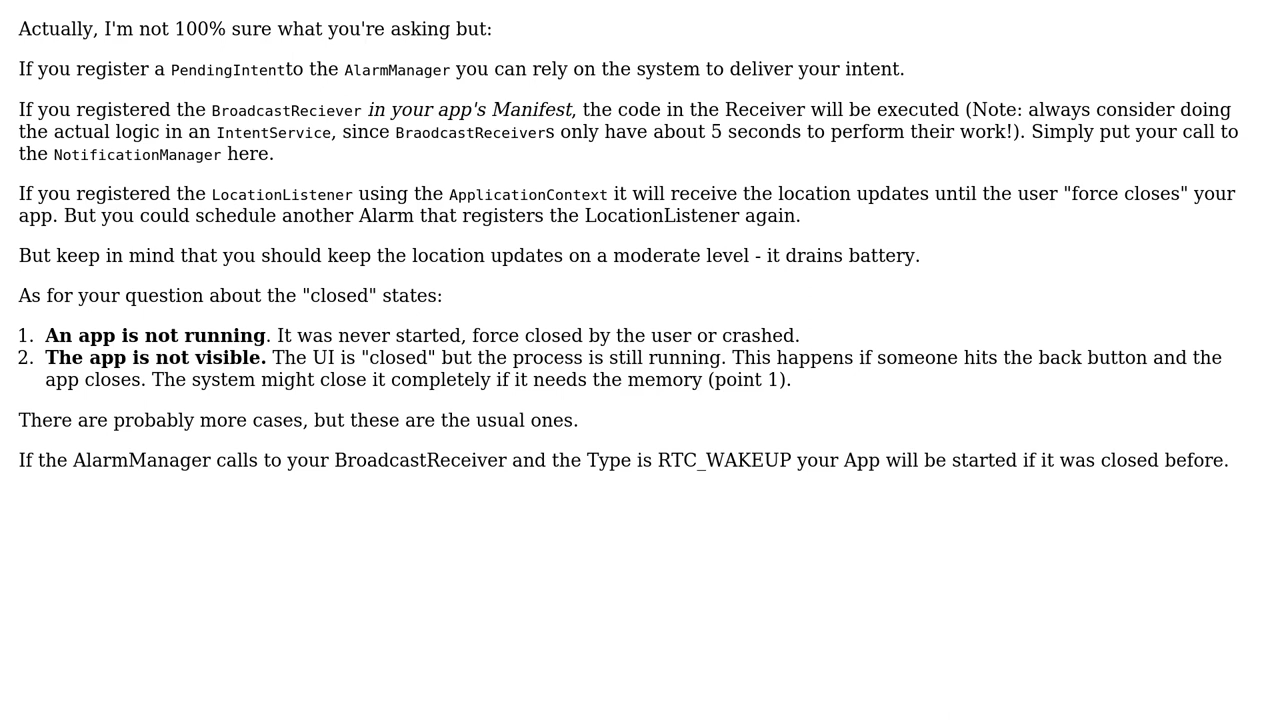 Actually, I'm not 100% sure what you're asking but:
If you register a PendingIntentto the AlarmManager you can rely on the system to deliver your intent.
If you registered the BroadcastReciever in your app's Manifest, the code in the Receiver will be executed (Note: always consider doing
the actual logic in an IntentService, since BraodcastReceivers only have about 5 seconds to perform their work!). Simply put your call to
the NotificationManager here.
If you registered the LocationListener using the ApplicationContext it will receive the location updates until the user "force closes" your
app. But you could schedule another Alarm that registers the LocationListener again.
But keep in mind that you should keep the location updates on a moderate level - it drains battery.
As for your question about the "closed" states:
1. An app is not running. It was never started, force closed by the user or crashed.
2. The app is not visible. The UI is "closed" but the process is still running. This happens if someone hits the back button and the
app closes. The system might close it completely if it needs the memory (point 1).
There are probably more cases, but these are the usual ones.
If the AlarmManager calls to your BroadcastReceiver and the Type is RTC_WAKEUP your App will be started if it was closed before.